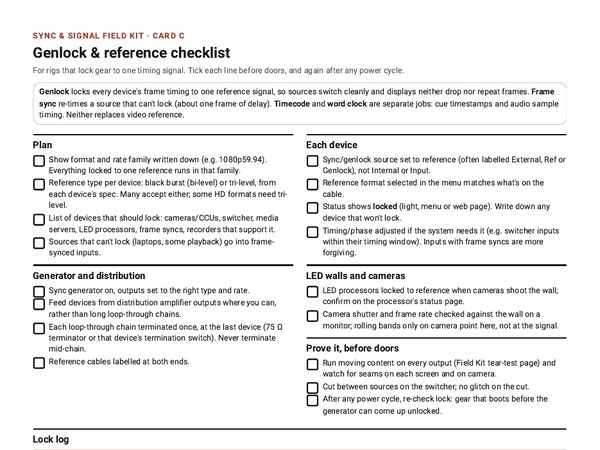 SYNC & SIGNAL FIELD KIT · CARD C
Genlock & reference checklist
For rigs that lock gear to one timing signal. Tick each line before doors, and again after any power cycle.
Genlock locks every device's frame timing to one reference signal, so sources switch cleanly and displays neither drop nor repeat frames. Frame
sync re-times a source that can't lock (about one frame of delay). Timecode and word clock are separate jobs: cue timestamps and audio sample
timing. Neither replaces video reference.
Plan
Show format and rate family written down (e.g. 1080p59.94).
Everything locked to one reference runs in that family.
Reference type per device: black burst (bi-level) or tri-level, from
each device's spec. Many accept either; some HD formats need tri-
level.
List of devices that should lock: cameras/CCUs, switcher, media
servers, LED processors, frame syncs, recorders that support it.
Sources that can't lock (laptops, some playback) go into frame-
synced inputs.
Generator and distribution
Sync generator on, outputs set to the right type and rate.
Feed devices from distribution amplifier outputs where you can,
rather than long loop-through chains.
Each loop-through chain terminated once, at the last device (75 Ω
terminator or that device's termination switch). Never terminate
mid-chain.
Reference cables labelled at both ends.
Each device
Sync/genlock source set to reference (often labelled External, Ref or
Genlock), not Internal or Input.
Reference format selected in the menu matches what's on the
cable.
Status shows locked (light, menu or web page). Write down any
device that won't lock.
Timing/phase adjusted if the system needs it (e.g. switcher inputs
within their timing window). Inputs with frame syncs are more
forgiving.
LED walls and cameras
LED processors locked to reference when cameras shoot the wall;
confirm on the processor's status page.
Camera shutter and frame rate checked against the wall on a
monitor; rolling bands only on camera point here, not at the signal.
Prove it, before doors
Run moving content on every output (Field Kit tear-test page) and
watch for seams on each screen and on camera.
Cut between sources on the switcher; no glitch on the cut.
After any power cycle, re-check lock: gear that boots before the
generator can come up unlocked.
Lock log